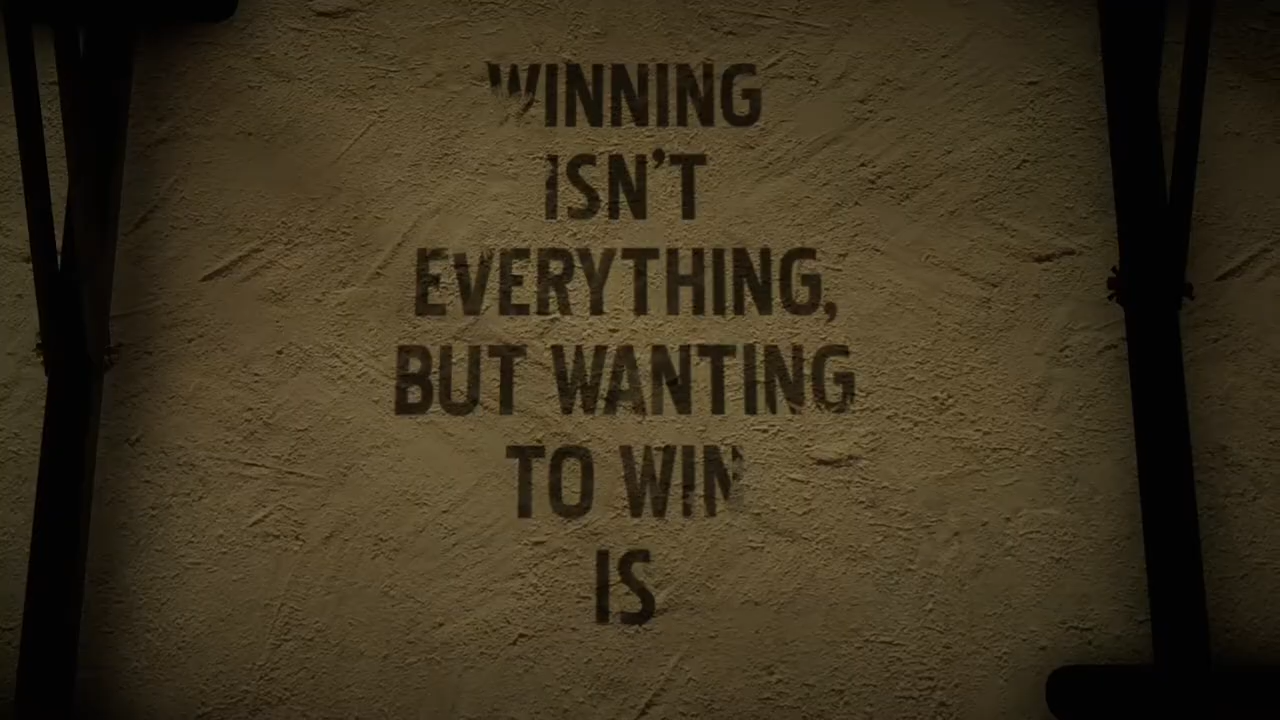 WINNING
ISN'T
EVERYTHING,
BUT WANTING
TO WIN
IS